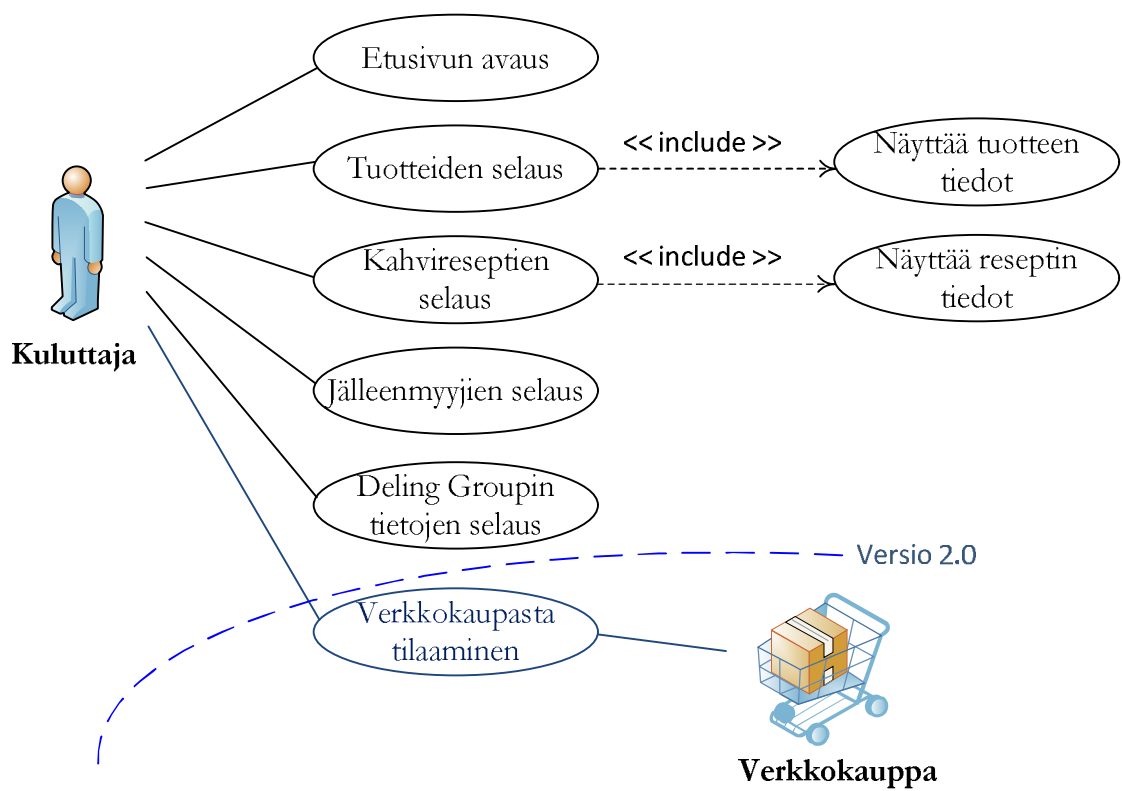 Etusivun avaus
Tuotteiden selaus
<< include >>
Näyttää tuotteen
tiedot
Kahvireseptien
selaus
<< include >>
Näyttää reseptin
tiedot
Kuluttaja
Jälleenmyyjien selaus
Deling Groupin
tietojen selaus
Versio 2.0
Verkkokaupasta
tilaaminen
Verkkokauppa